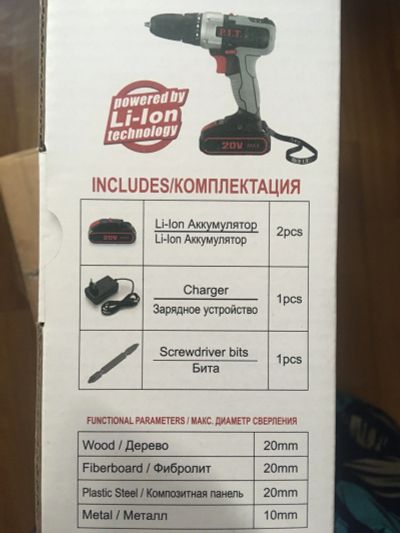 P.I.T.
powered by
Li-Ion
technology
20V MAX
INCLUDES/КОМПЛЕКТАЦИЯ
Li-Ion Аккумулятор
Li-Ion Аккумулятор
2pcs
Charger
Зарядное устройство
1pcs
Screwdriver bits
Бита
1pcs
FUNCTIONAL PARAMETERS / МАКС. ДИАМЕТР СВЕРЛЕНИЯ
Wood / Дерево 20mm
Fiberboard / Фибролит 20mm
Plastic Steel / Композитная панель 20mm
Metal / Металл 10mm